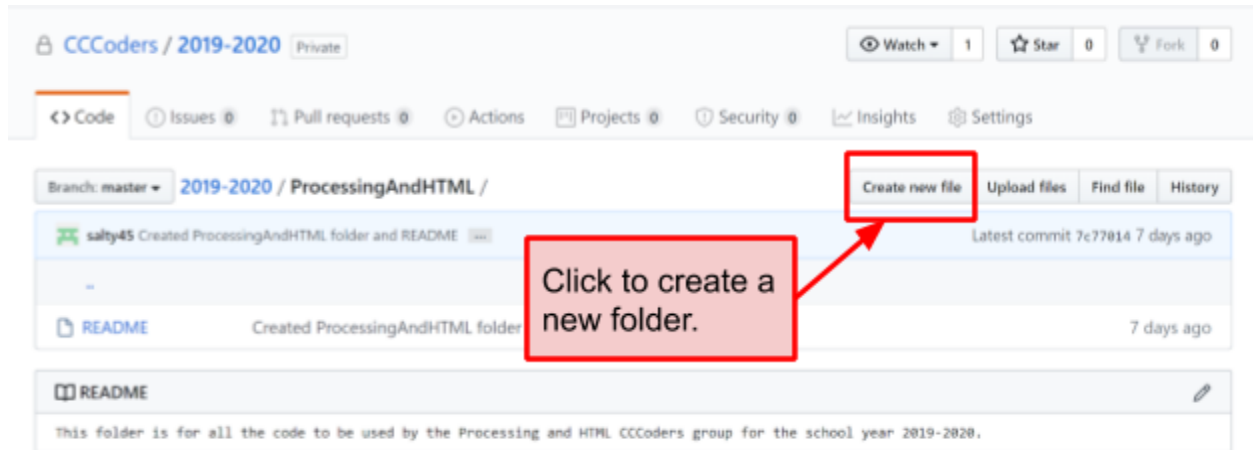 CCCoders / 2019-2020 Private Watch 1 Star 0 Fork 0
Code Issues 0 Pull requests 0 Actions Projects 0 Security 0 Insights Settings
Branch: master 2019-2020 / ProcessingAndHTML / Create new file Upload files Find file History
salty45 Created ProcessingAndHTML folder and README ... Latest commit 7c77014 7 days ago
..
Click to create a
new folder.
README Created ProcessingAndHTML folder 7 days ago
README
This folder is for all the code to be used by the Processing and HTML CCCoders group for the school year 2019-2020.